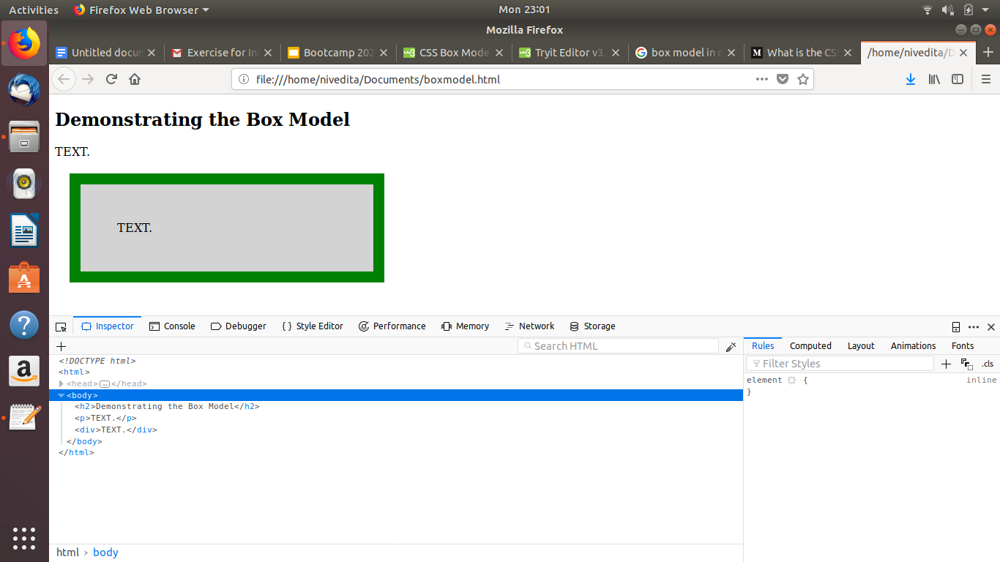 Activities Firefox Web Browser Mon 23:01
Mozilla Firefox
Untitled docun Exercise for In Bootcamp 202 CSS Box Mode Tryit Editor v3. box model in c What is the CSS /home/nivedita/D
file:///home/nivedita/Documents/boxmodel.html
Demonstrating the Box Model
TEXT.
TEXT.
Inspector Console Debugger Style Editor Performance Memory Network Storage
Search HTML
Rules Computed Layout Animations Fonts
Filter Styles .cls
<!DOCTYPE html>
<html>
<head>…</head>
<body>
<h2>Demonstrating the Box Model</h2>
<p>TEXT.</p>
<div>TEXT.</div>
</body>
</html>
element { inline
}
html › body